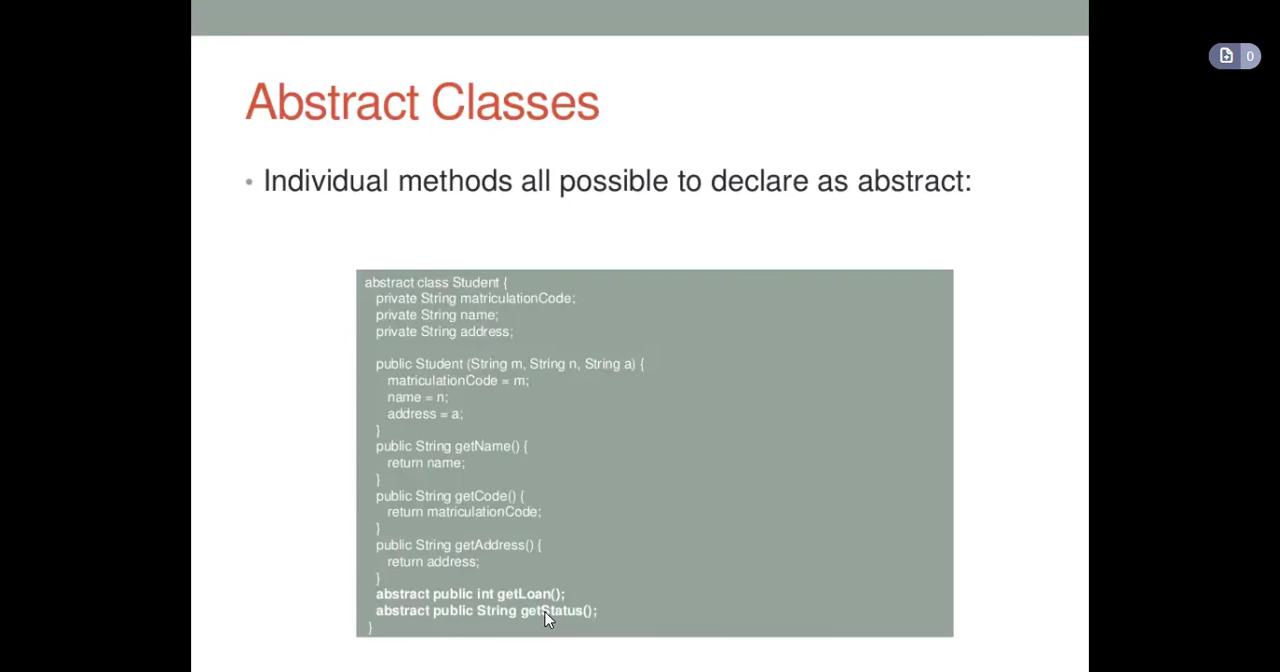 0
Abstract Classes
• Individual methods all possible to declare as abstract:
abstract class Student {
private String matriculationCode;
private String name;
private String address;
public Student (String m, String n, String a) {
matriculationCode = m;
name = n;
address = a;
}
public String getName() {
return name;
}
public String getCode() {
return matriculationCode;
}
public String getAddress() {
return address;
}
abstract public int getLoan();
abstract public String getStatus();
}